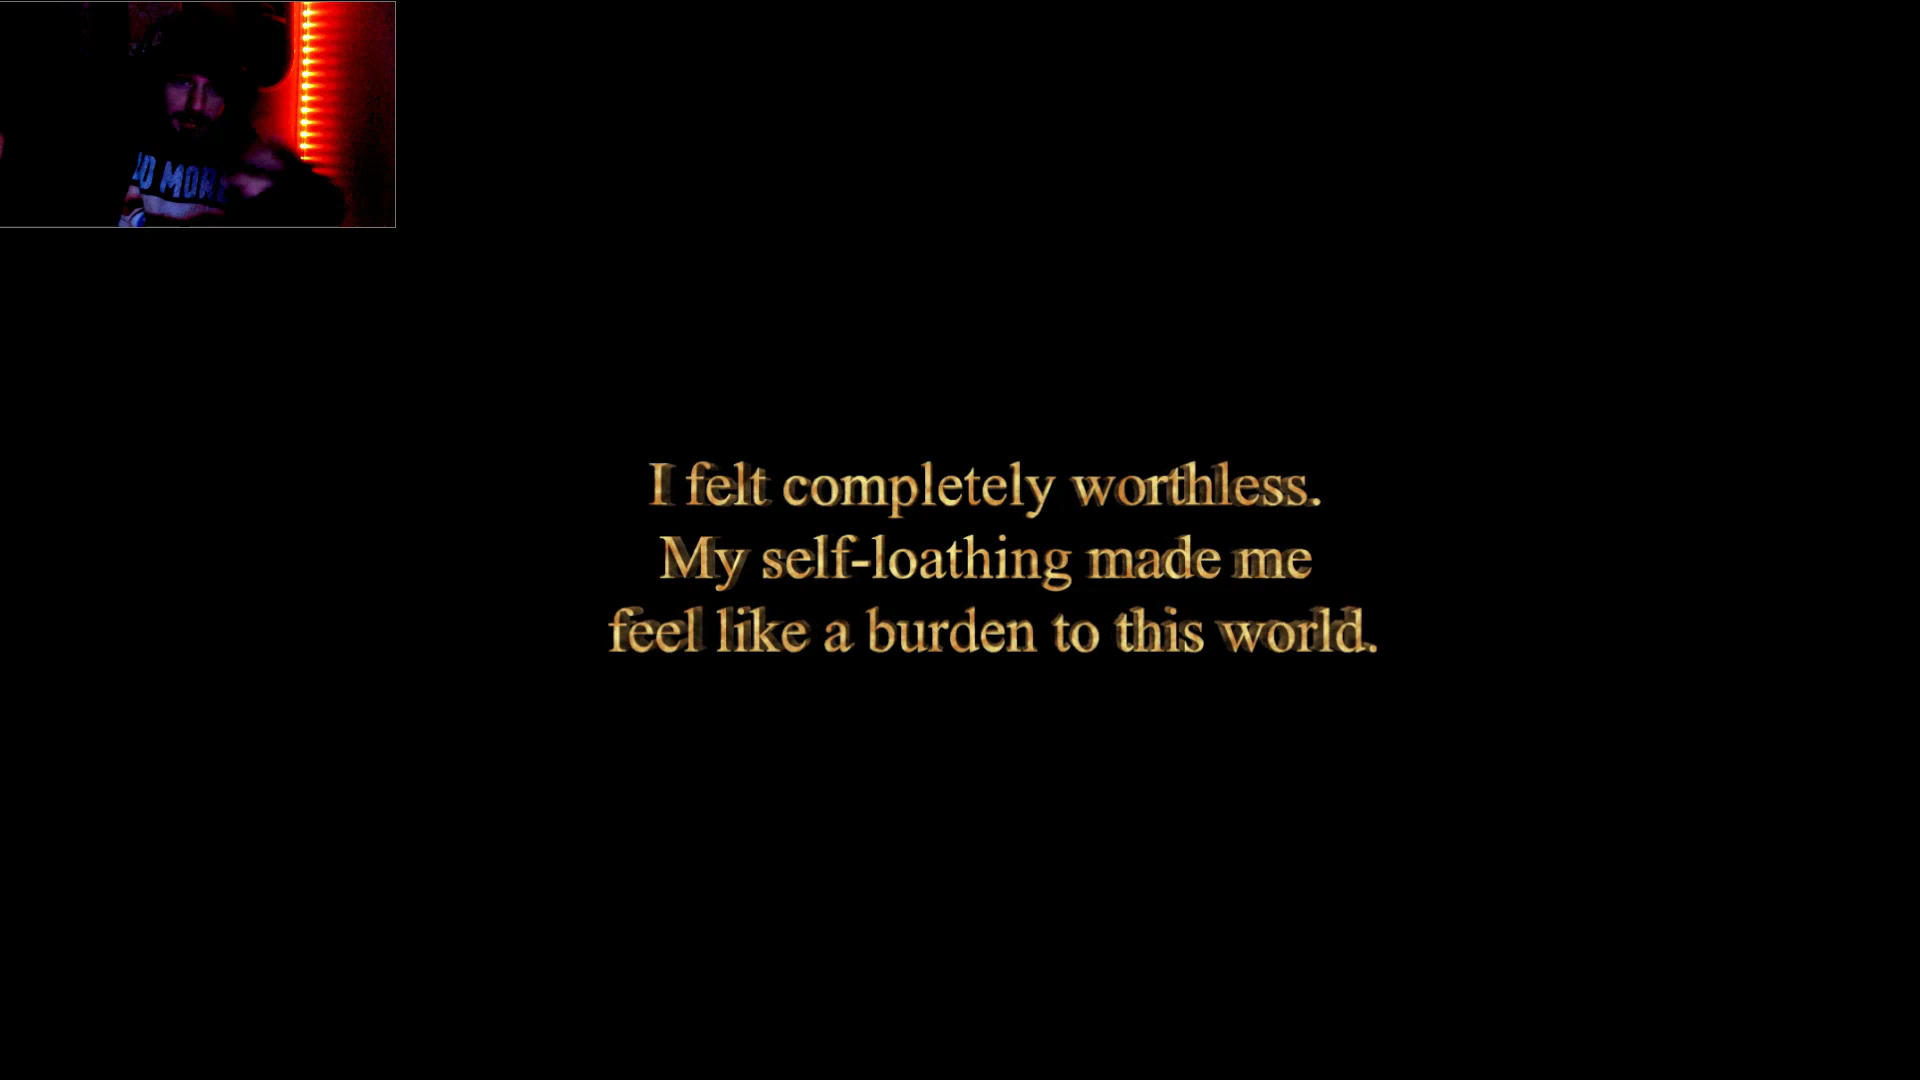 I felt completely worthless.
My self-loathing made me
feel like a burden to this world.